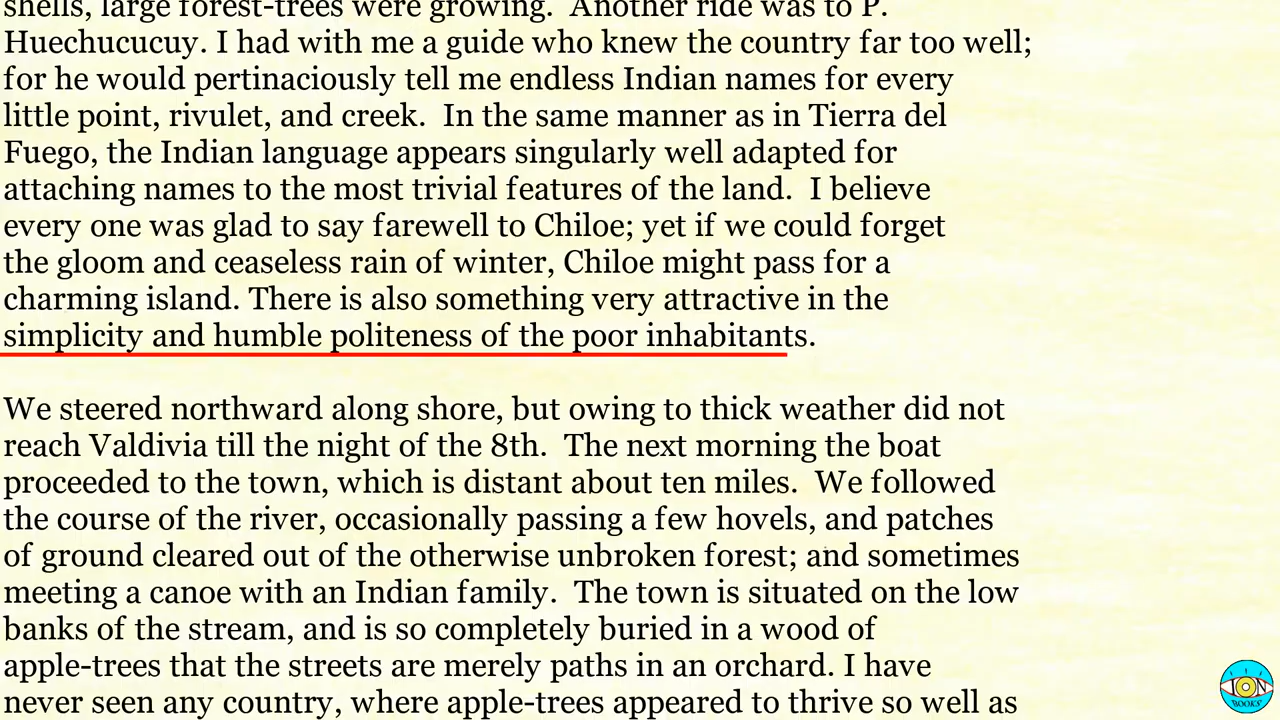 shells, large forest-trees were growing.  Another ride was to P.
Huechucucuy. I had with me a guide who knew the country far too well;
for he would pertinaciously tell me endless Indian names for every
little point, rivulet, and creek.  In the same manner as in Tierra del
Fuego, the Indian language appears singularly well adapted for
attaching names to the most trivial features of the land.  I believe
every one was glad to say farewell to Chiloe; yet if we could forget
the gloom and ceaseless rain of winter, Chiloe might pass for a
charming island. There is also something very attractive in the
simplicity and humble politeness of the poor inhabitants.
We steered northward along shore, but owing to thick weather did not
reach Valdivia till the night of the 8th.  The next morning the boat
proceeded to the town, which is distant about ten miles.  We followed
the course of the river, occasionally passing a few hovels, and patches
of ground cleared out of the otherwise unbroken forest; and sometimes
meeting a canoe with an Indian family.  The town is situated on the low
banks of the stream, and is so completely buried in a wood of
apple-trees that the streets are merely paths in an orchard. I have
never seen any country, where apple-trees appeared to thrive so well as
ION
BOOKS